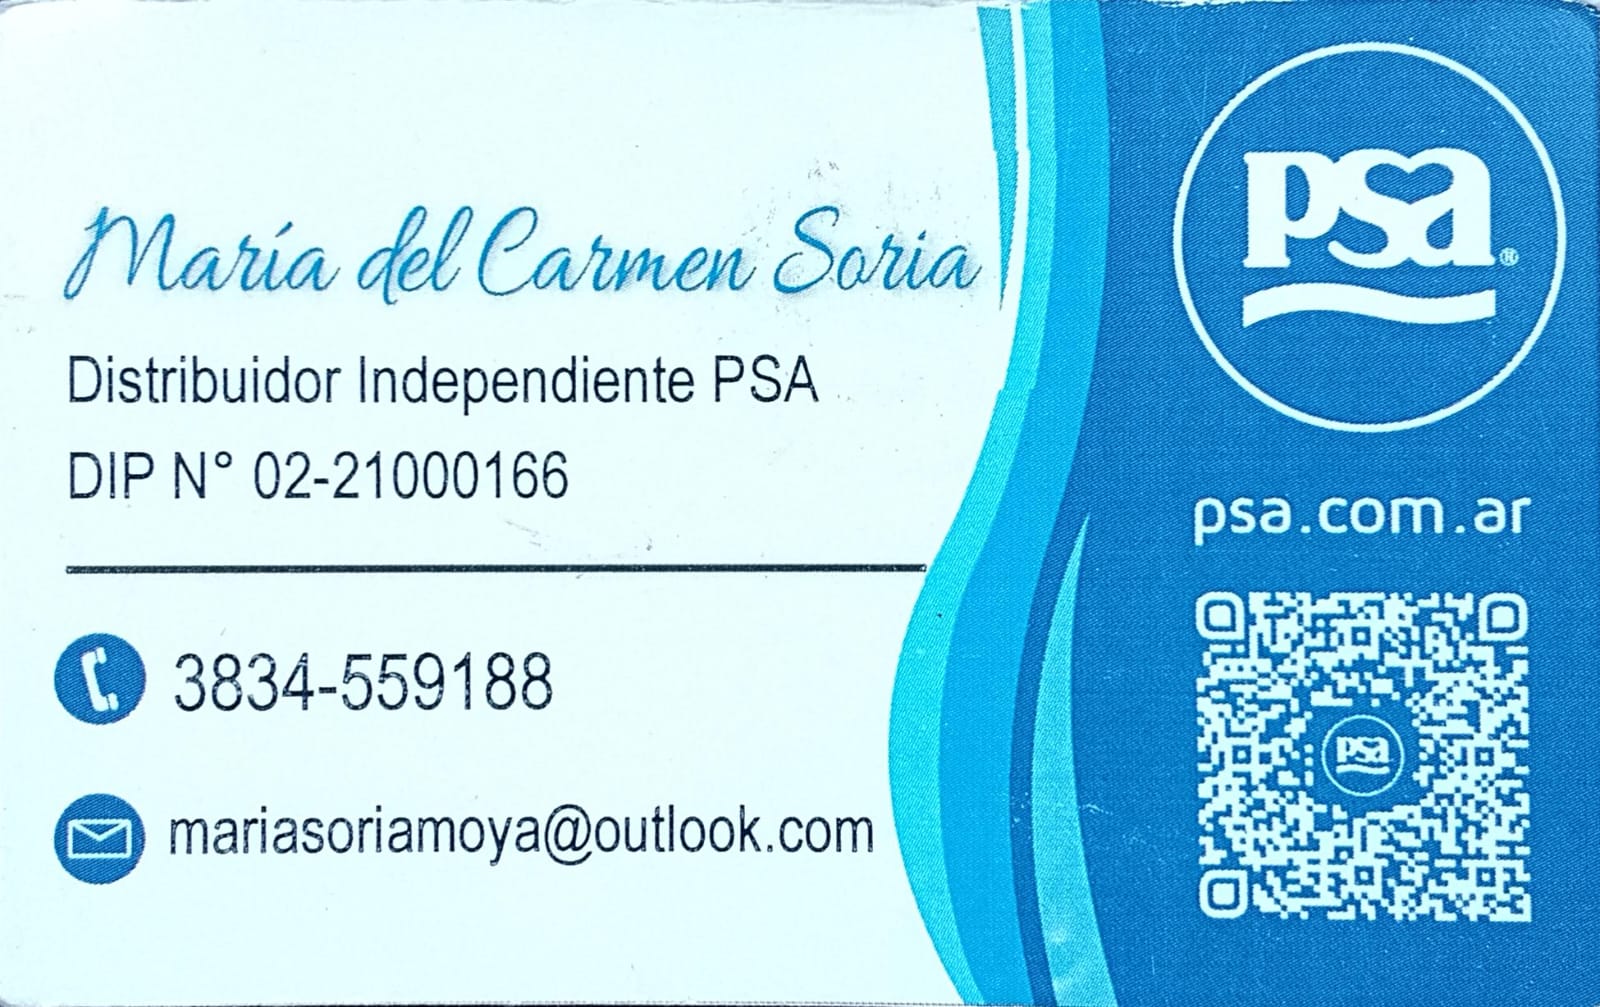 María del Carmen Soria
Distribuidor Independiente PSA
DIP N° 02-21000166
3834-559188
mariasoriamoya@outlook.com
psa®
psa.com.ar
psa